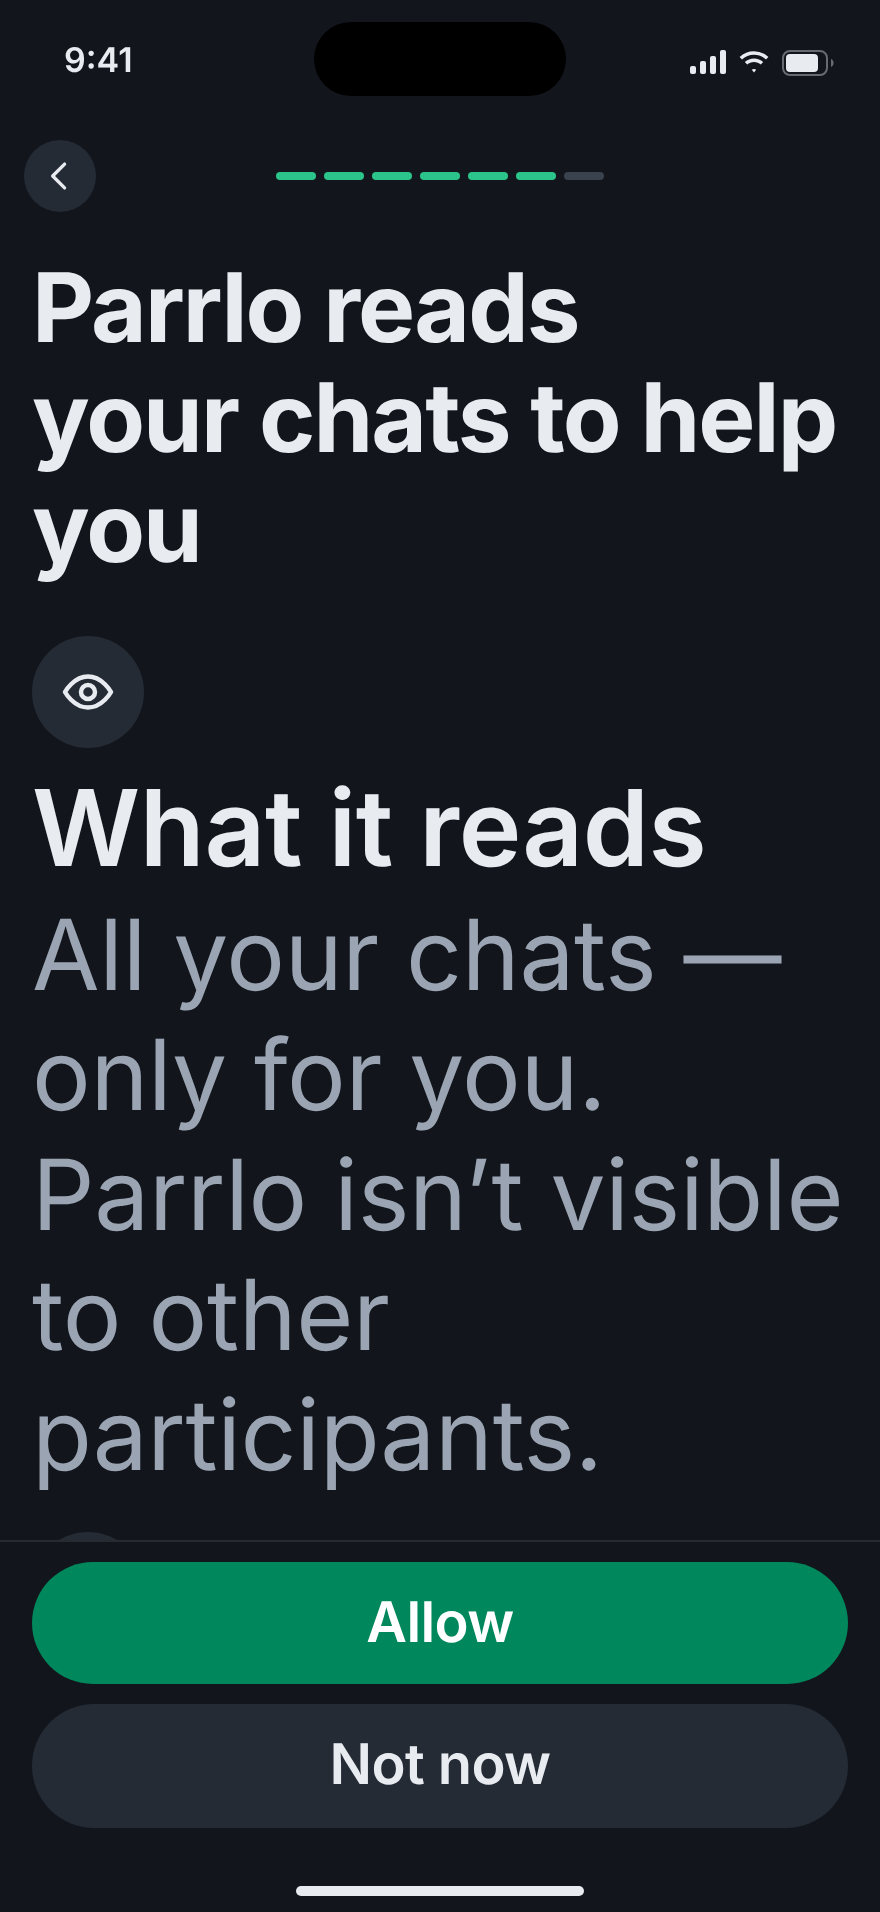 9:41
Parrlo reads
your chats to help
you
What it reads
All your chats —
only for you.
Parrlo isn’t visible
to other
participants.
Allow
Not now